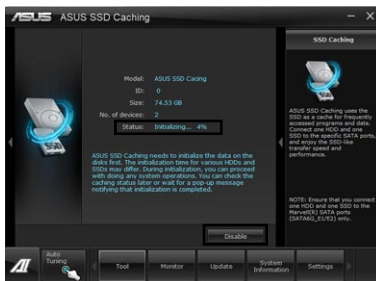 ASUS ASUS SSD Caching
SSD Caching
Model: ASUS SSD Cacing
ID: 0
Size: 74.53 GB
No. of devices: 2
Status: Initializing... 4%
ASUS SSD Caching needs to initialize the data on the
disks first. The initialization time for various HDDs and
SSDs may differ. During initialization, you can proceed
with doing any system operations. You can check the
caching status later or wait for a pop-up message
notifying that initialization is completed.
Disable
ASUS SSD Caching uses the
SSD as a cache for frequently
accessed programs and data.
Connect one HDD and one
SSD to the specific SATA ports,
and enjoy the SSD-like
transfer speed and
performance.
NOTE: Ensure that you connect
one HDD and one SSD to the
Marvell(R) SATA ports
(SATA6G_E1/E2) only.
Auto
Tuning
Tool
Monitor
Update
System
Information
Settings